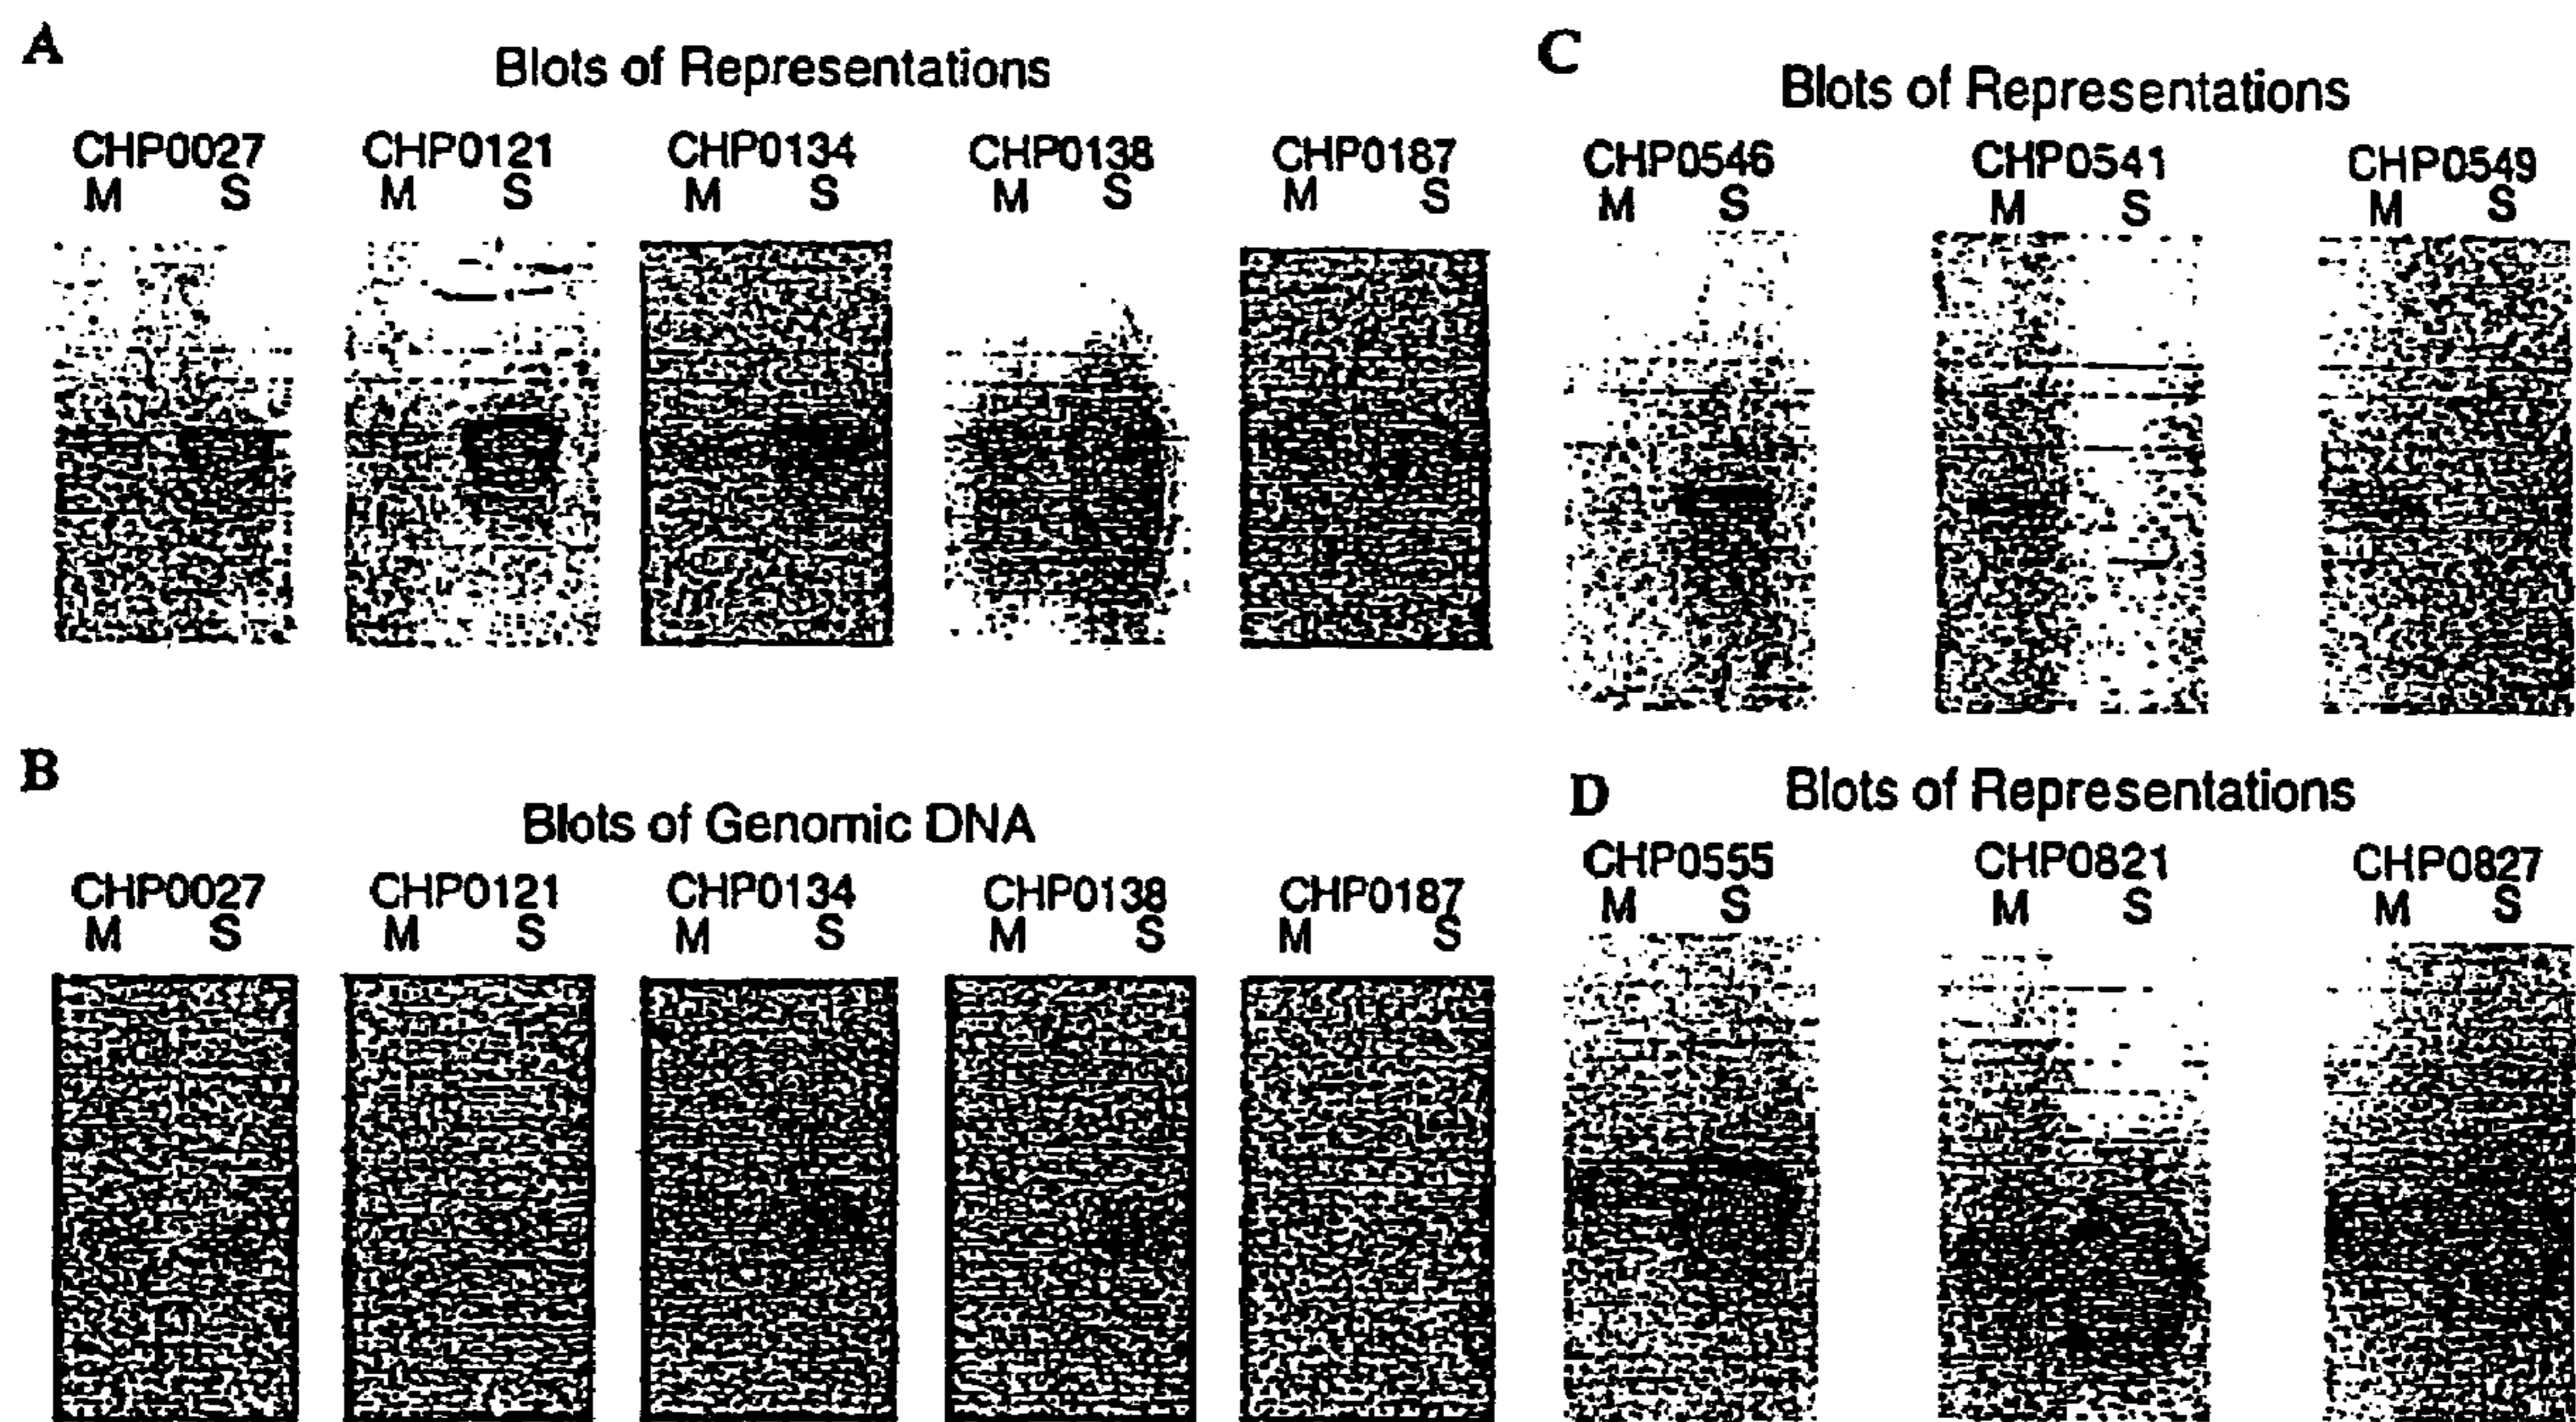 A
Blots of Representations
CHP0027 CHP0121 CHP0134 CHP0138 CHP0187
M S M S M S M S M S
B
Blots of Genomic DNA
CHP0027 CHP0121 CHP0134 CHP0138 CHP0187
M S M S M S M S M S
C
Blots of Representations
CHP0546 CHP0541 CHP0549
M S M S M S
D
Blots of Representations
CHP0555 CHP0821 CHP0827
M S M S M S